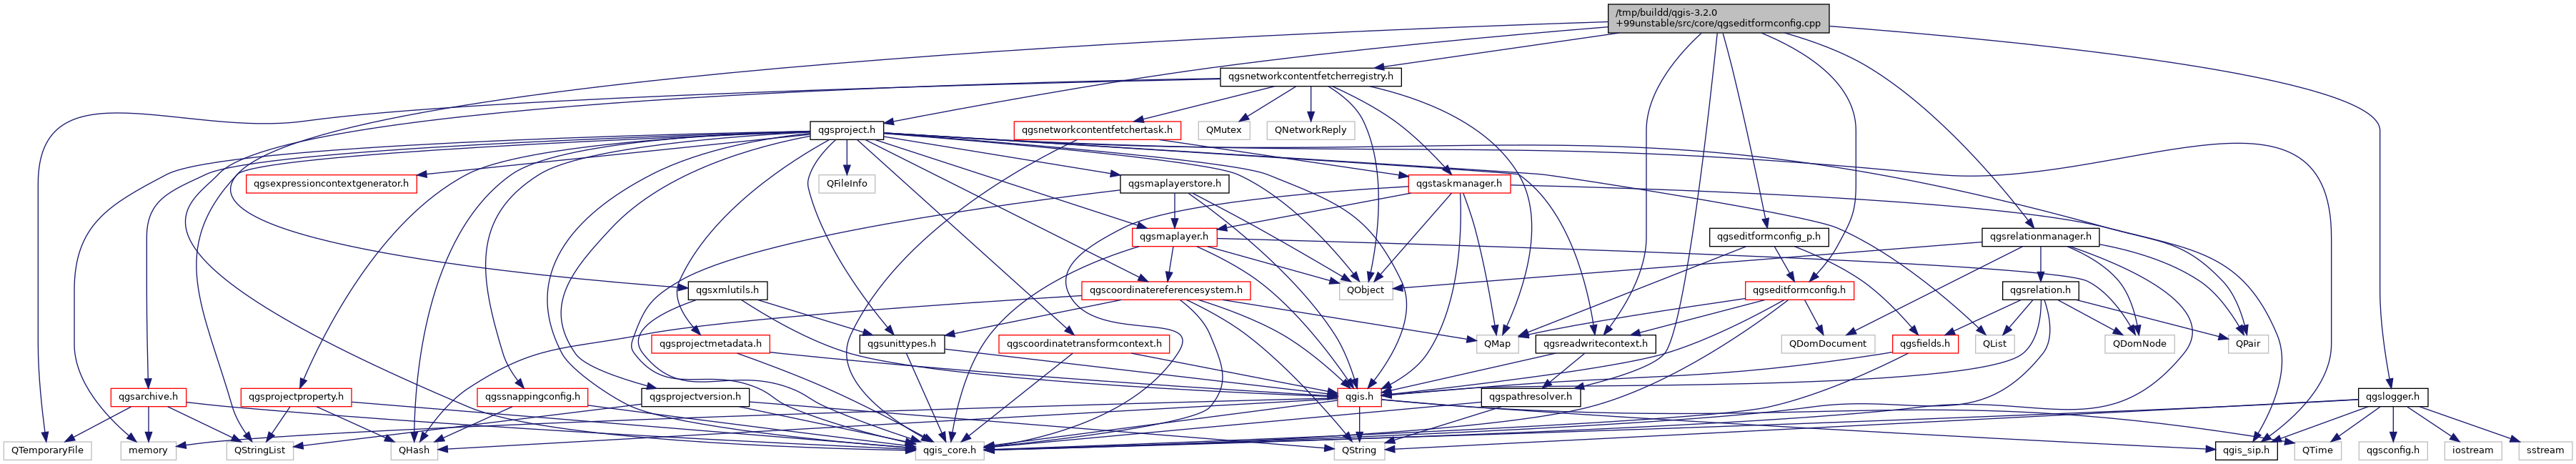 /tmp/buildd/qgis-3.2.0
+99unstable/src/core/qgseditformconfig.cpp
qgsnetworkcontentfetcherregistry.h
qgsproject.h
qgsnetworkcontentfetchertask.h
QMutex
QNetworkReply
qgsexpressioncontextgenerator.h
QFileInfo
qgsmaplayerstore.h
qgstaskmanager.h
qgsmaplayer.h
qgseditformconfig_p.h
qgsrelationmanager.h
qgsxmlutils.h
qgscoordinatereferencesystem.h
QObject
qgseditformconfig.h
qgsrelation.h
qgsprojectmetadata.h
qgsunittypes.h
qgscoordinatetransformcontext.h
QMap
qgsreadwritecontext.h
QDomDocument
qgsfields.h
QList
QDomNode
QPair
qgsarchive.h
qgsprojectproperty.h
qgssnappingconfig.h
qgsprojectversion.h
qgis.h
qgspathresolver.h
qgslogger.h
QTemporaryFile
memory
QStringList
QHash
qgis_core.h
QString
qgis_sip.h
QTime
qgsconfig.h
iostream
sstream